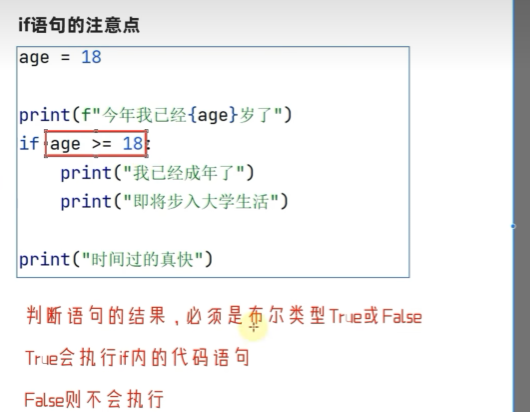 if语句的注意点
age = 18
print(f"今年我已经{age}岁了")
if age >= 18:
print("我已经成年了")
print("即将步入大学生活")
print("时间过的真快")
判断语句的结果，必须是布尔类型True或False
True会执行if内的代码语句
False则不会执行